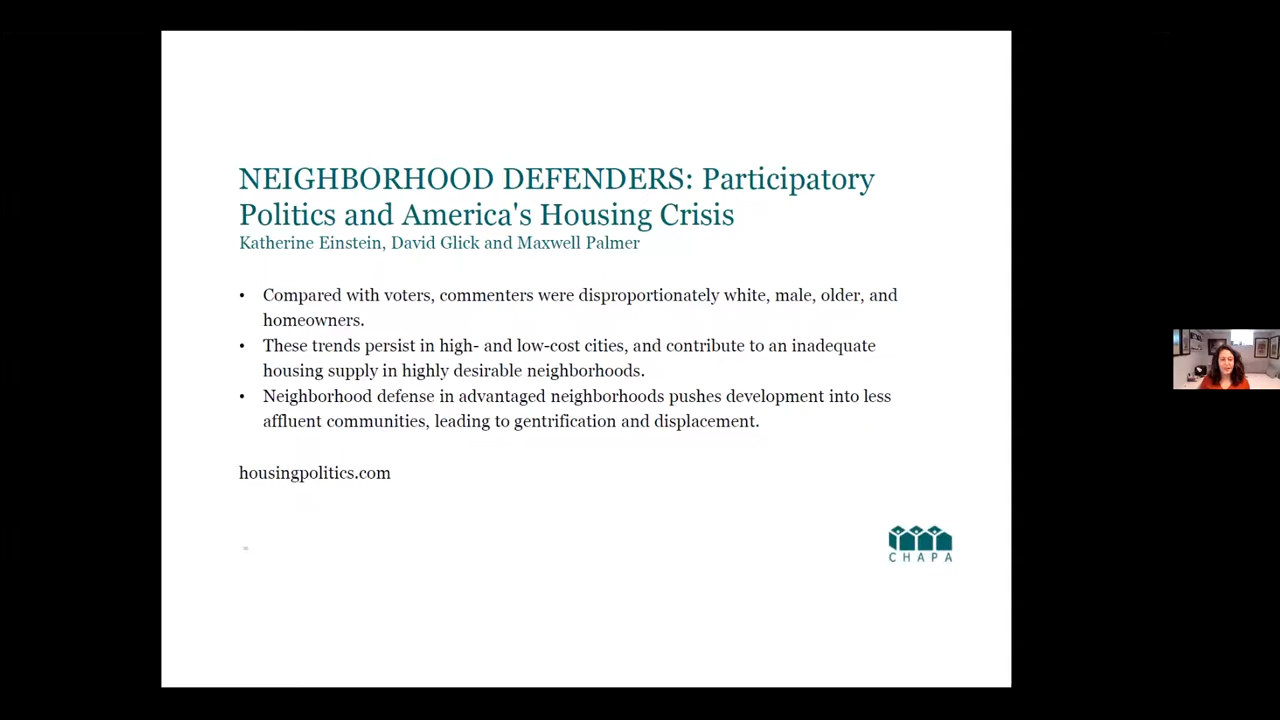 NEIGHBORHOOD DEFENDERS: Participatory
Politics and America's Housing Crisis
Katherine Einstein, David Glick and Maxwell Palmer
• Compared with voters, commenters were disproportionately white, male, older, and
homeowners.
• These trends persist in high- and low-cost cities, and contribute to an inadequate
housing supply in highly desirable neighborhoods.
• Neighborhood defense in advantaged neighborhoods pushes development into less
affluent communities, leading to gentrification and displacement.
housingpolitics.com
CHAPA